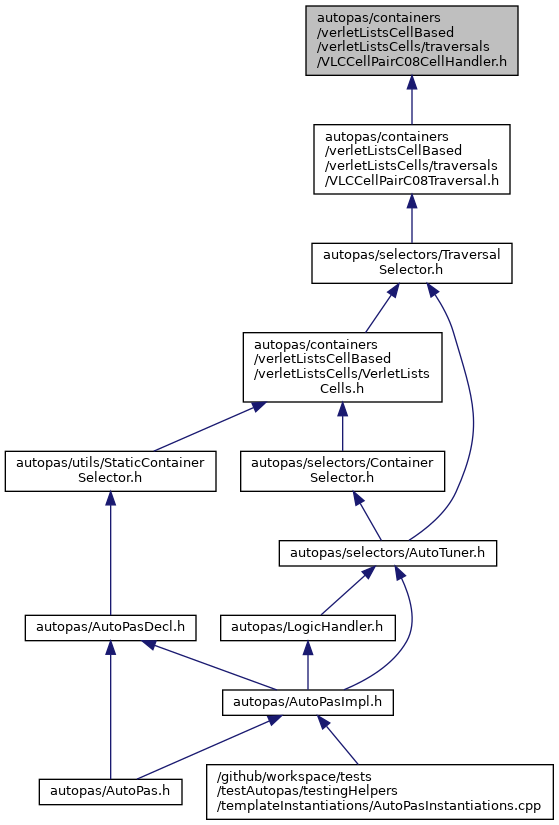 autopas/containers
/verletListsCellBased
/verletListsCells/traversals
/VLCCellPairC08CellHandler.h
autopas/containers
/verletListsCellBased
/verletListsCells/traversals
/VLCCellPairC08Traversal.h
autopas/selectors/Traversal
Selector.h
autopas/containers
/verletListsCellBased
/verletListsCells/VerletLists
Cells.h
autopas/utils/StaticContainer
Selector.h
autopas/selectors/Container
Selector.h
autopas/selectors/AutoTuner.h
autopas/AutoPasDecl.h
autopas/LogicHandler.h
autopas/AutoPasImpl.h
autopas/AutoPas.h
/github/workspace/tests
/testAutopas/testingHelpers
/templateInstantiations/AutoPasInstantiations.cpp